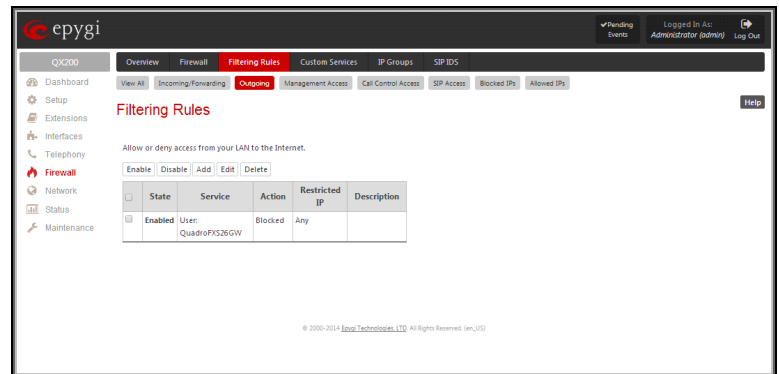 epygi
Pending Events
Logged In As:
Administrator (admin)
Log Out
QX200
Dashboard
Setup
Extensions
Interfaces
Telephony
Firewall
Network
Status
Maintenance
Overview Firewall Filtering Rules Custom Services IP Groups SIP IDS
View All Incoming/Forwarding Outgoing Management Access Call Control Access SIP Access Blocked IPs Allowed IPs
Filtering Rules
Help
Allow or deny access from your LAN to the Internet.
Enable Disable Add Edit Delete
State Service Action Restricted IP Description
Enabled User: QuadroFXS26GW Blocked Any
© 2000-2014 Epygi Technologies, LTD. All Rights Reserved. (en_US)